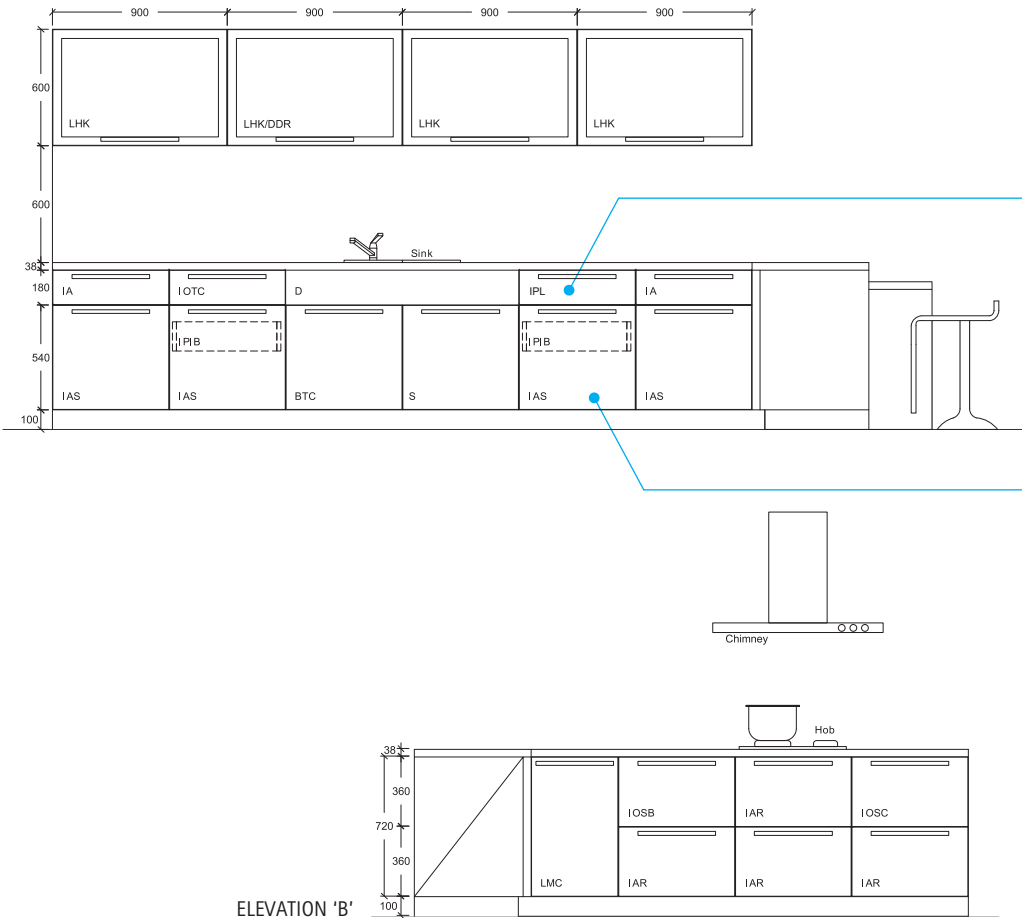 900 900 900 900
600
LHK LHK/DDR LHK LHK
600
Sink
38
180 IA IOTC D IPL IA
PIB PIB
540
IAS IAS BTC S IAS IAS
100
Chimney
Hob
38
360
IOSB IAR IOSC
720
360
LMC IAR IAR IAR
100
ELEVATION 'B'